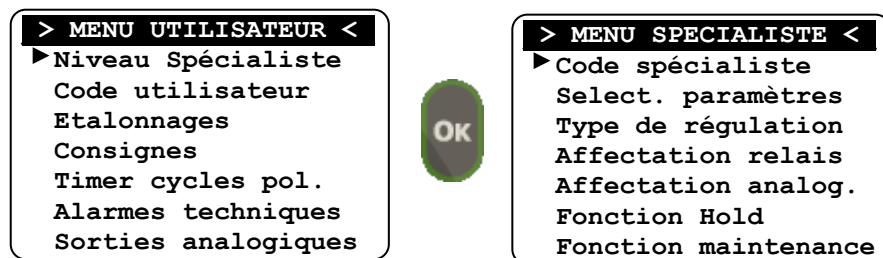 > MENU UTILISATEUR <
►Niveau Spécialiste
Code utilisateur
Etalonnages
Consignes
Timer cycles pol.
Alarmes techniques
Sorties analogiques
OK
> MENU SPECIALISTE <
►Code spécialiste
Select. paramètres
Type de régulation
Affectation relais
Affectation analog.
Fonction Hold
Fonction maintenance